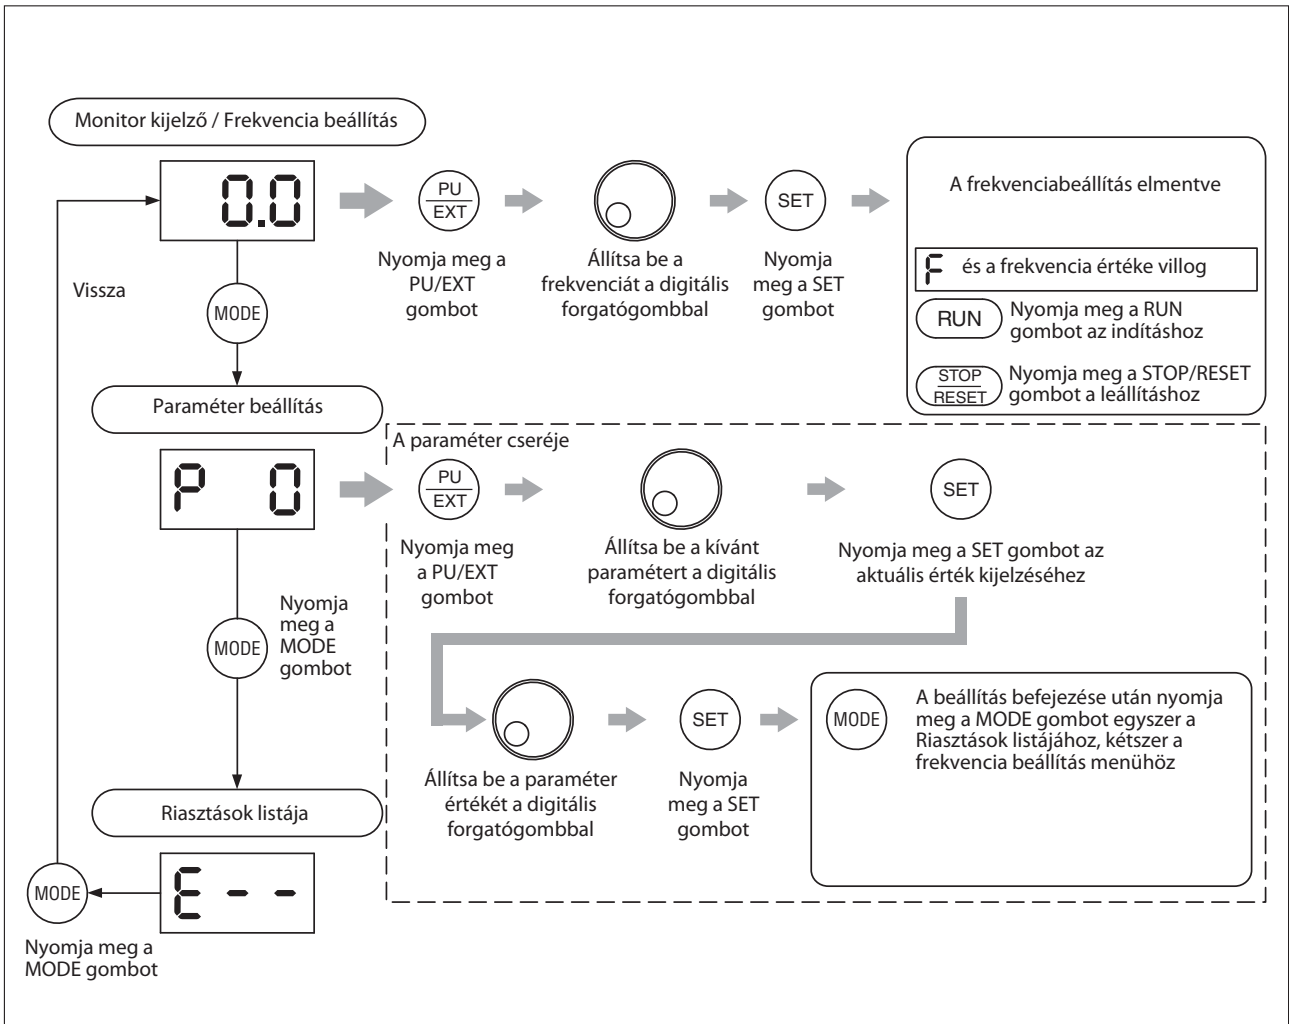 Monitor kijelző / Frekvencia beállítás
0.0
PU
EXT
Nyomja meg a
PU/EXT
gombot
Állítsa be a
frekvenciát a digitális
forgatógombbal
SET
Nyomja
meg a SET
gombot
A frekvenciabeállítás elmentve
F és a frekvencia értéke villog
RUN
Nyomja meg a RUN
gombot az indításhoz
STOP
RESET
Nyomja meg a STOP/RESET
gombot a leállításhoz
Vissza
MODE
Paraméter beállítás
P 0
A paraméter cseréje
PU
EXT
Nyomja meg
a PU/EXT
gombot
Állítsa be a kívánt
paramétert a digitális
forgatógombbal
SET
Nyomja meg a SET gombot az
aktuális érték kijelzéséhez
MODE
Nyomja
meg a
MODE
gombot
Állítsa be a paraméter
értékét a digitális
forgatógombbal
SET
Nyomja
meg a SET
gombot
MODE
A beállítás befejezése után nyomja
meg a MODE gombot egyszer a
Riasztások listájához, kétszer a
frekvencia beállítás menühöz
Riasztások listája
E - -
MODE
Nyomja meg a
MODE gombot